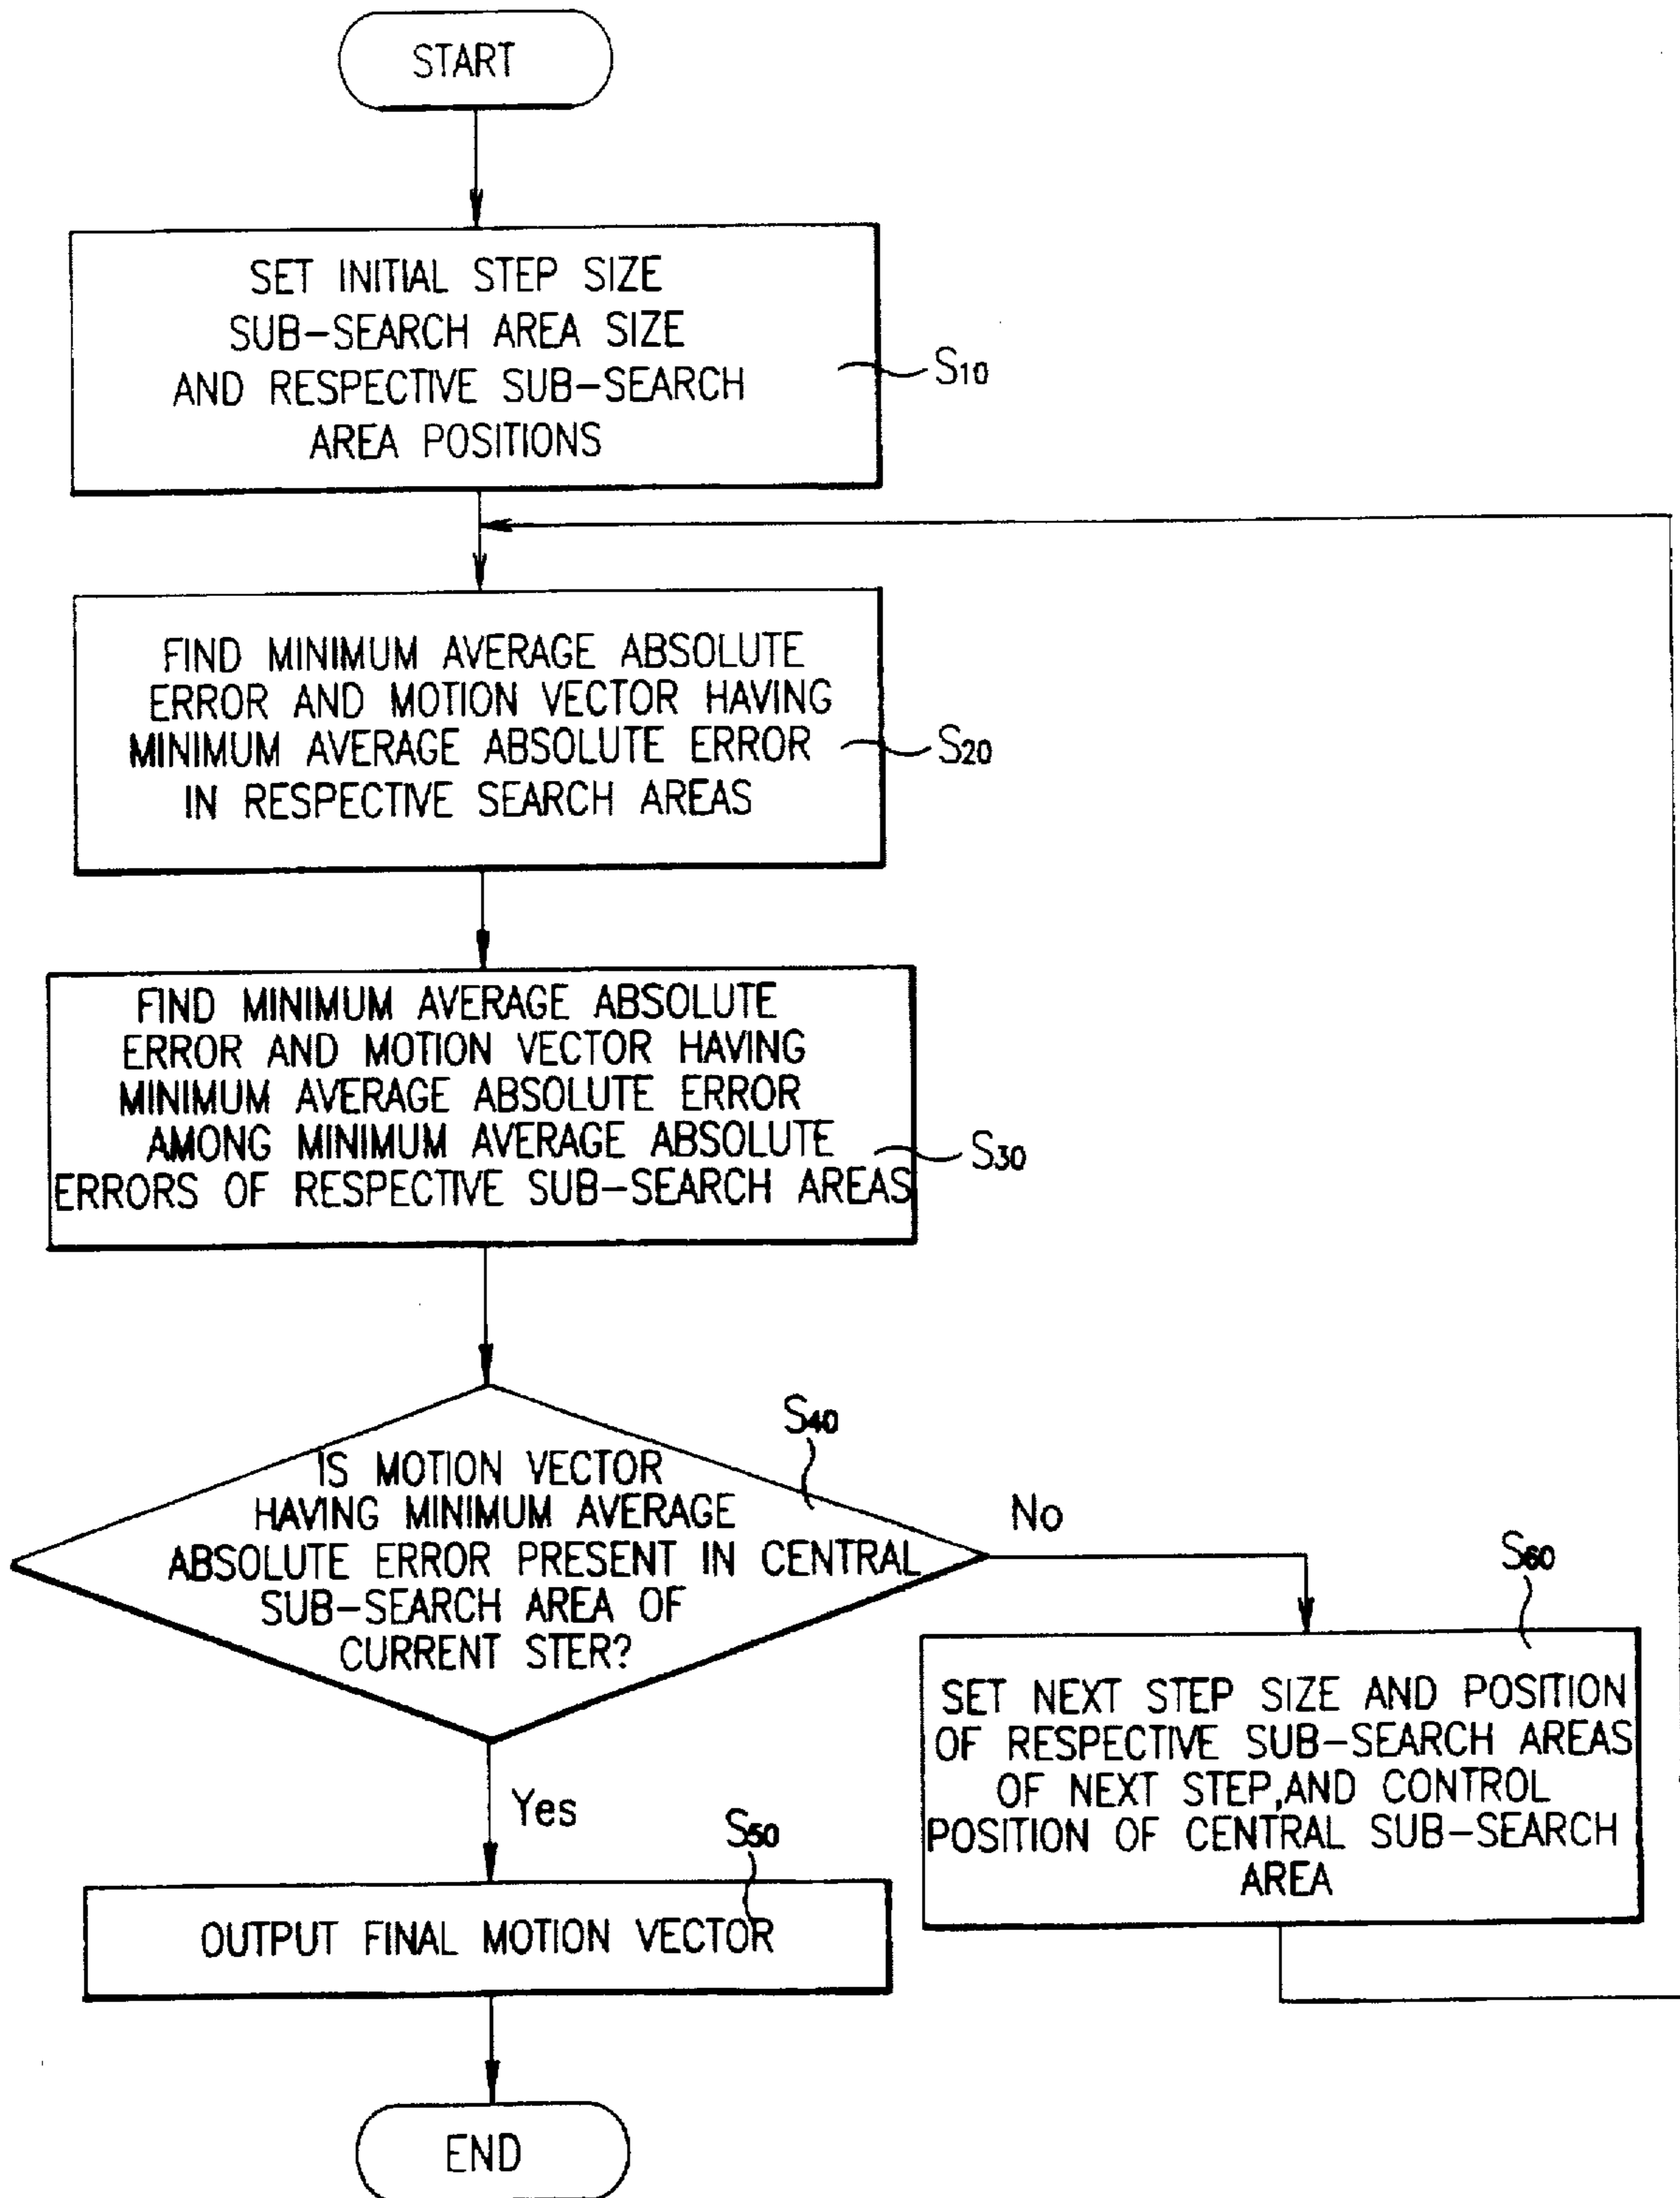 START
SET INITIAL STEP SIZE
SUB-SEARCH AREA SIZE
AND RESPECTIVE SUB-SEARCH
AREA POSITIONS
S10
FIND MINIMUM AVERAGE ABSOLUTE
ERROR AND MOTION VECTOR HAVING
MINIMUM AVERAGE ABSOLUTE ERROR
IN RESPECTIVE SEARCH AREAS
S20
FIND MINIMUM AVERAGE ABSOLUTE
ERROR AND MOTION VECTOR HAVING
MINIMUM AVERAGE ABSOLUTE ERROR
AMONG MINIMUM AVERAGE ABSOLUTE
ERRORS OF RESPECTIVE SUB-SEARCH AREAS
S30
S40
IS MOTION VECTOR
HAVING MINIMUM AVERAGE
ABSOLUTE ERROR PRESENT IN CENTRAL
SUB-SEARCH AREA OF
CURRENT STER?
No
S60
SET NEXT STEP SIZE AND POSITION
OF RESPECTIVE SUB-SEARCH AREAS
OF NEXT STEP,AND CONTROL
POSITION OF CENTRAL SUB-SEARCH
AREA
Yes
S50
OUTPUT FINAL MOTION VECTOR
END